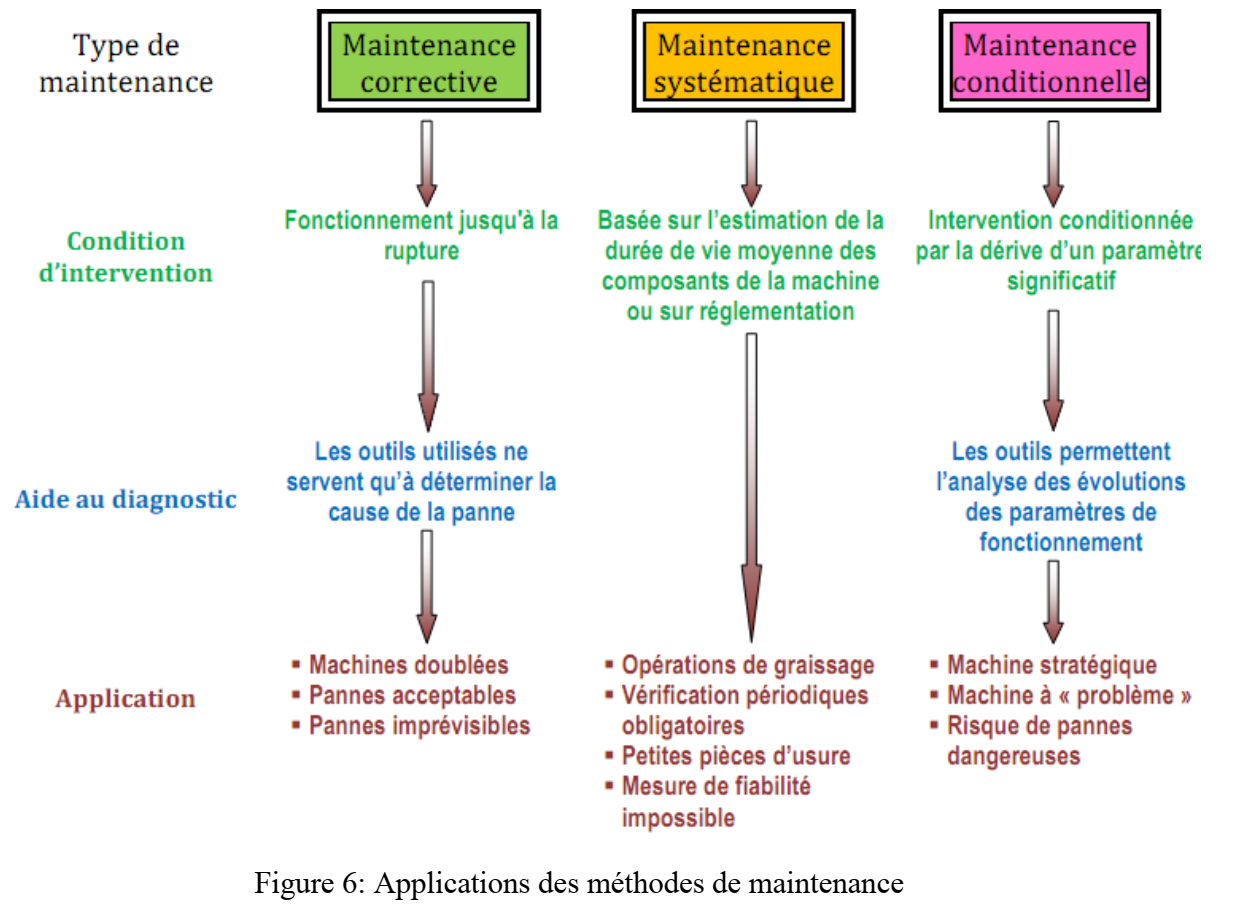 Type de
maintenance
Maintenance
corrective
Maintenance
systématique
Maintenance
conditionnelle
Condition
d'intervention
Fonctionnement jusqu'à la
rupture
Basée sur l'estimation de la
durée de vie moyenne des
composants de la machine
ou sur réglementation
Intervention conditionnée
par la dérive d'un paramètre
significatif
Aide au diagnostic
Les outils utilisés ne
servent qu'à déterminer la
cause de la panne
Les outils permettent
l'analyse des évolutions
des paramètres de
fonctionnement
Application
▪ Machines doublées
▪ Pannes acceptables
▪ Pannes imprévisibles
▪ Opérations de graissage
▪ Vérification périodiques
obligatoires
▪ Petites pièces d'usure
▪ Mesure de fiabilité
impossible
▪ Machine stratégique
▪ Machine à « problème »
▪ Risque de pannes
dangereuses
Figure 6: Applications des méthodes de maintenance